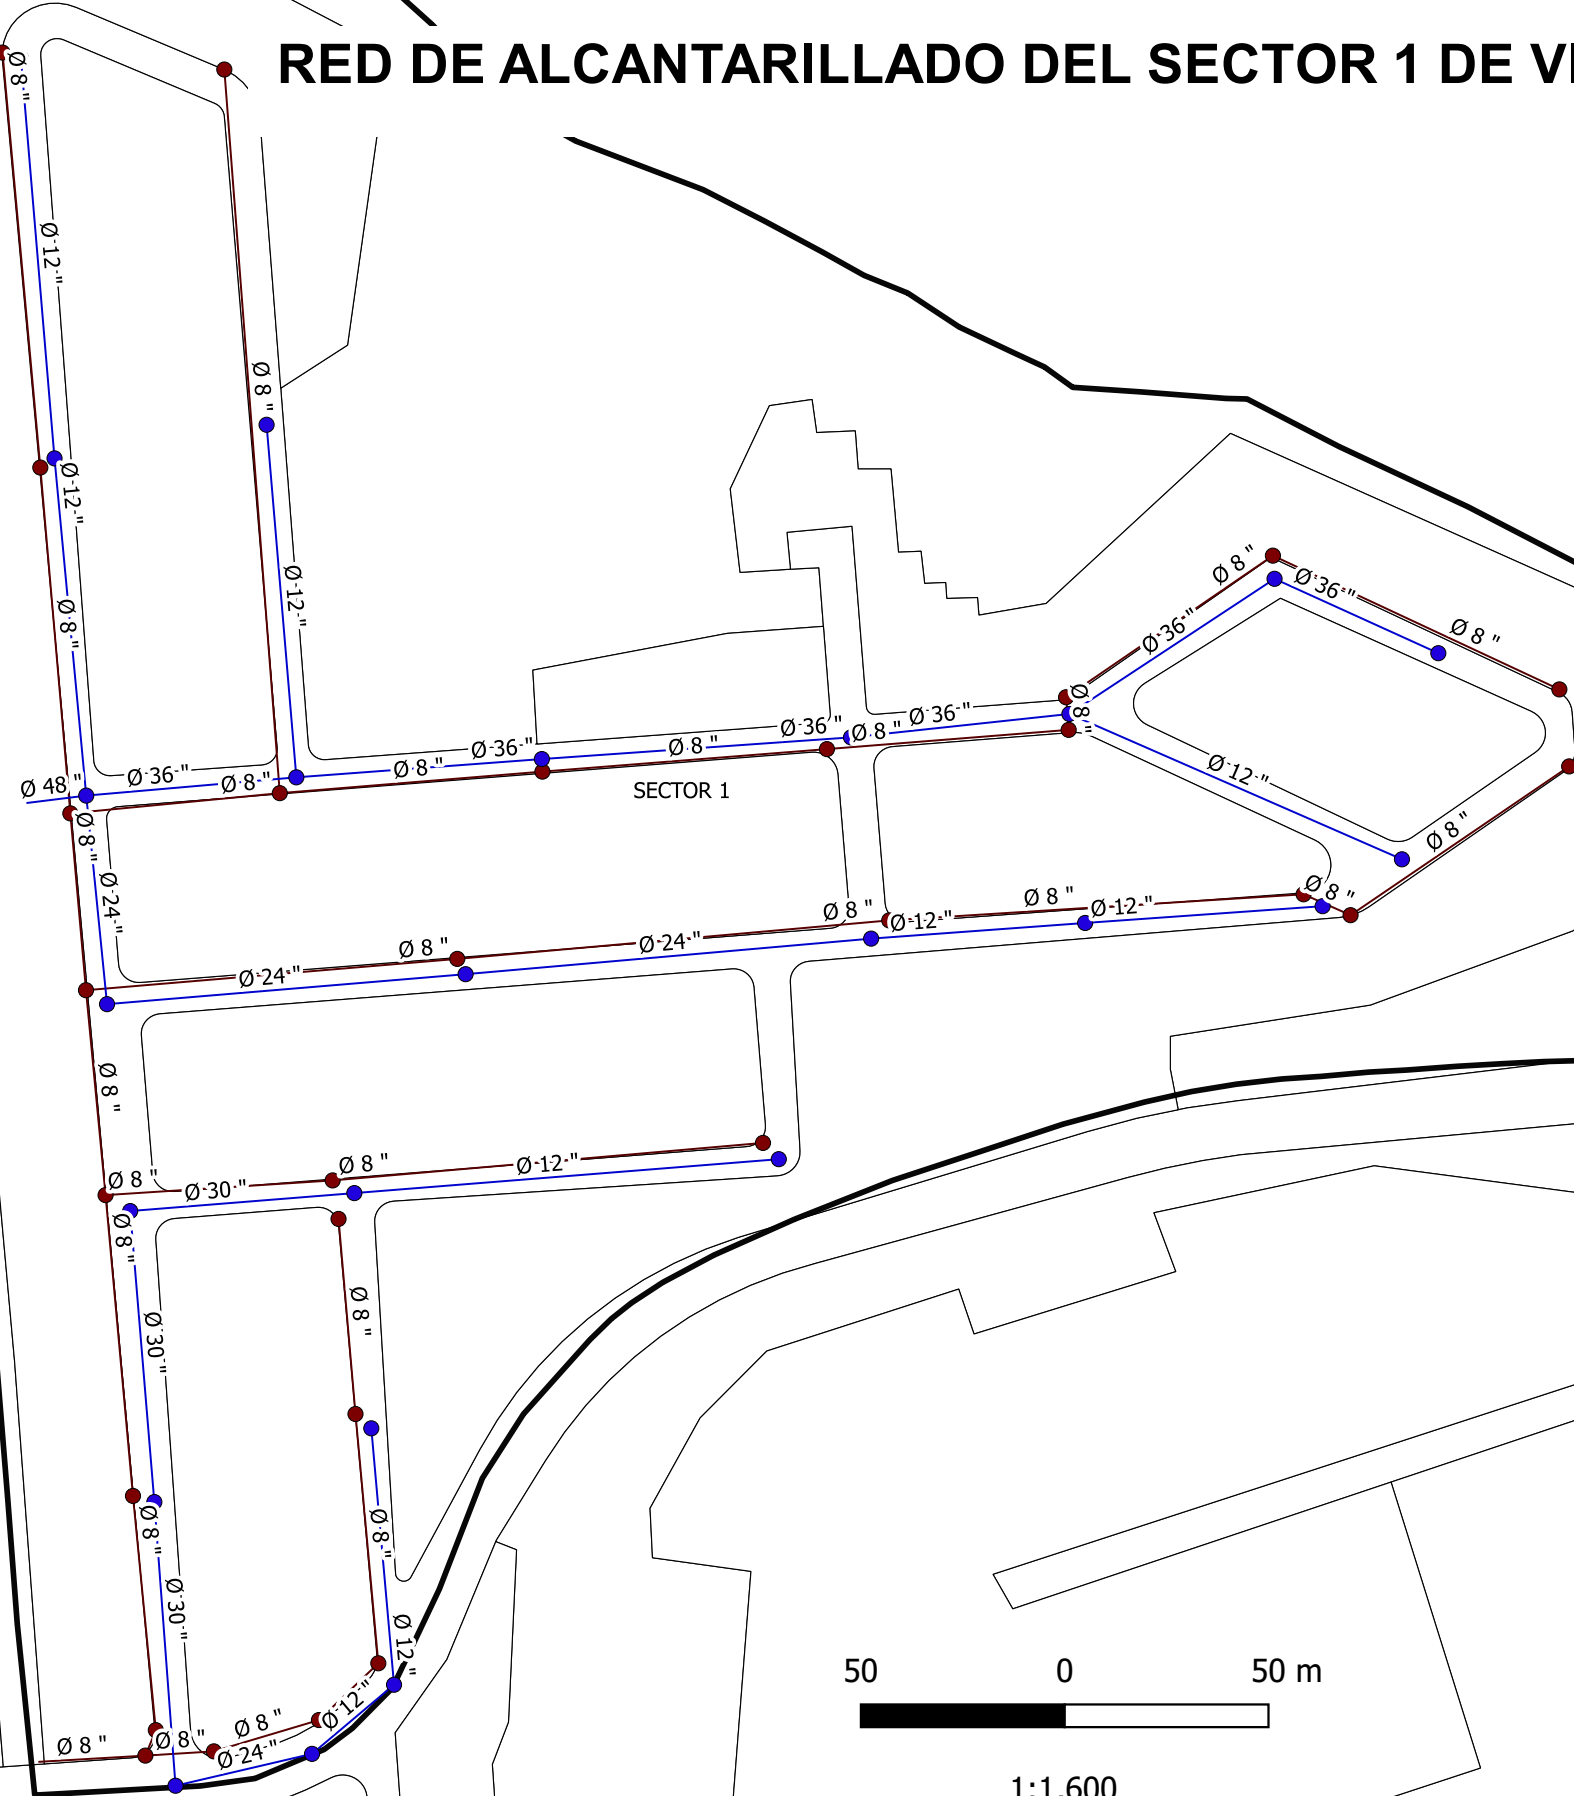 RED DE ALCANTARILLADO DEL SECTOR 1 DE
Ø 8 "
Ø 12 "
Ø 8 "
Ø 12 "
Ø 8 "
Ø 36 "
Ø 8 "
Ø 36 "
Ø 12 "
Ø 8 "
Ø 36 "
Ø 8 "
Ø 36 "
Ø 8 "
Ø 36 "
Ø 8 "
Ø 36 "
Ø 8 "
Ø 12 "
Ø 48 "
Ø 8 "
SECTOR 1
Ø 8 "
Ø 8 "
Ø 24 "
Ø 8 "
Ø 12 "
Ø 8 "
Ø 12 "
Ø 8 "
Ø 24 "
Ø 24 "
Ø 8 "
Ø 8 "
Ø 30 "
Ø 8 "
Ø 12 "
Ø 8 "
Ø 30 "
Ø 8 "
Ø 8 "
Ø 8 "
Ø 30 "
Ø 12 "
50 0 50 m
Ø 8 "
Ø 8 "
Ø 8 "
Ø 24 "
Ø 12 "
1:1.600